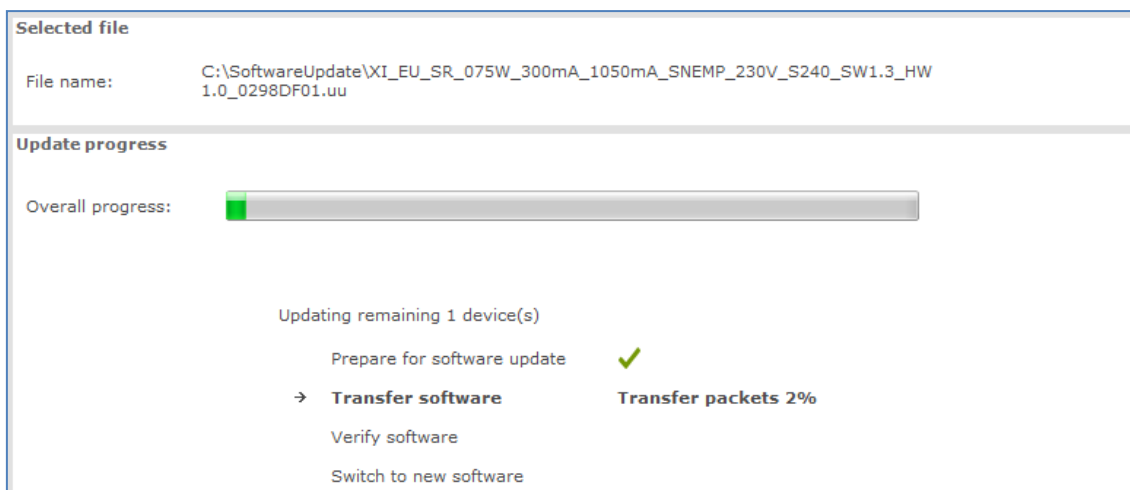 Selected file
File name:
C:\SoftwareUpdate\XI_EU_SR_075W_300mA_1050mA_SNEMP_230V_S240_SW1.3_HW
1.0_0298DF01.uu
Update progress
Overall progress:
Updating remaining 1 device(s)
Prepare for software update
→ Transfer software Transfer packets 2%
Verify software
Switch to new software